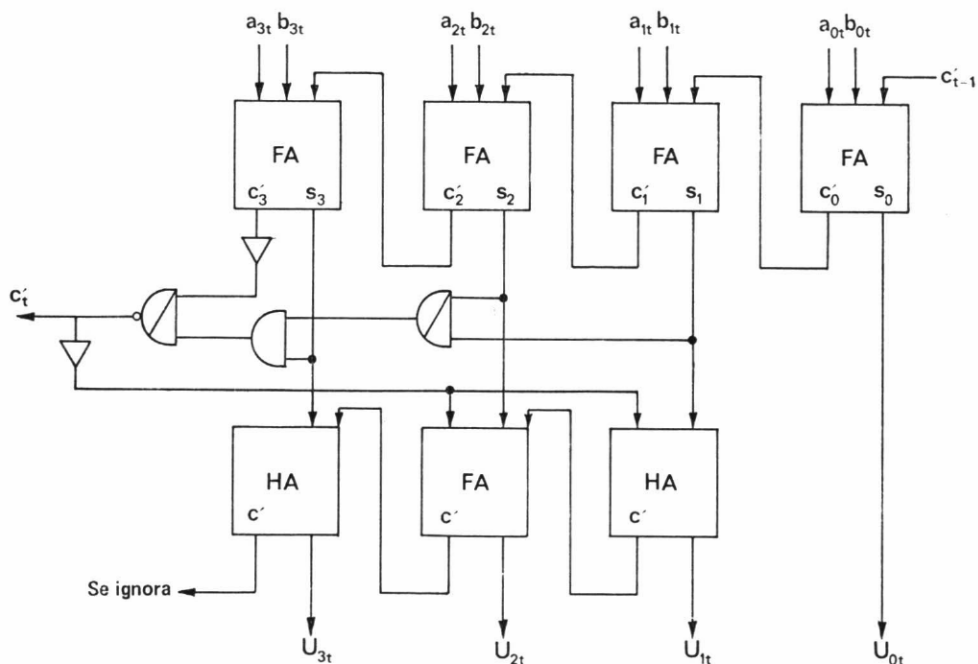 a₃ₜ b₃ₜ a₂ₜ b₂ₜ a₁ₜ b₁ₜ a₀ₜ b₀ₜ
c′ₜ₋₁
FA FA FA FA
c′₃ s₃ c′₂ s₂ c′₁ s₁ c′₀ s₀
c′ₜ
HA FA HA
c′ c′ c′
Se ignora
U₃ₜ U₂ₜ U₁ₜ U₀ₜ